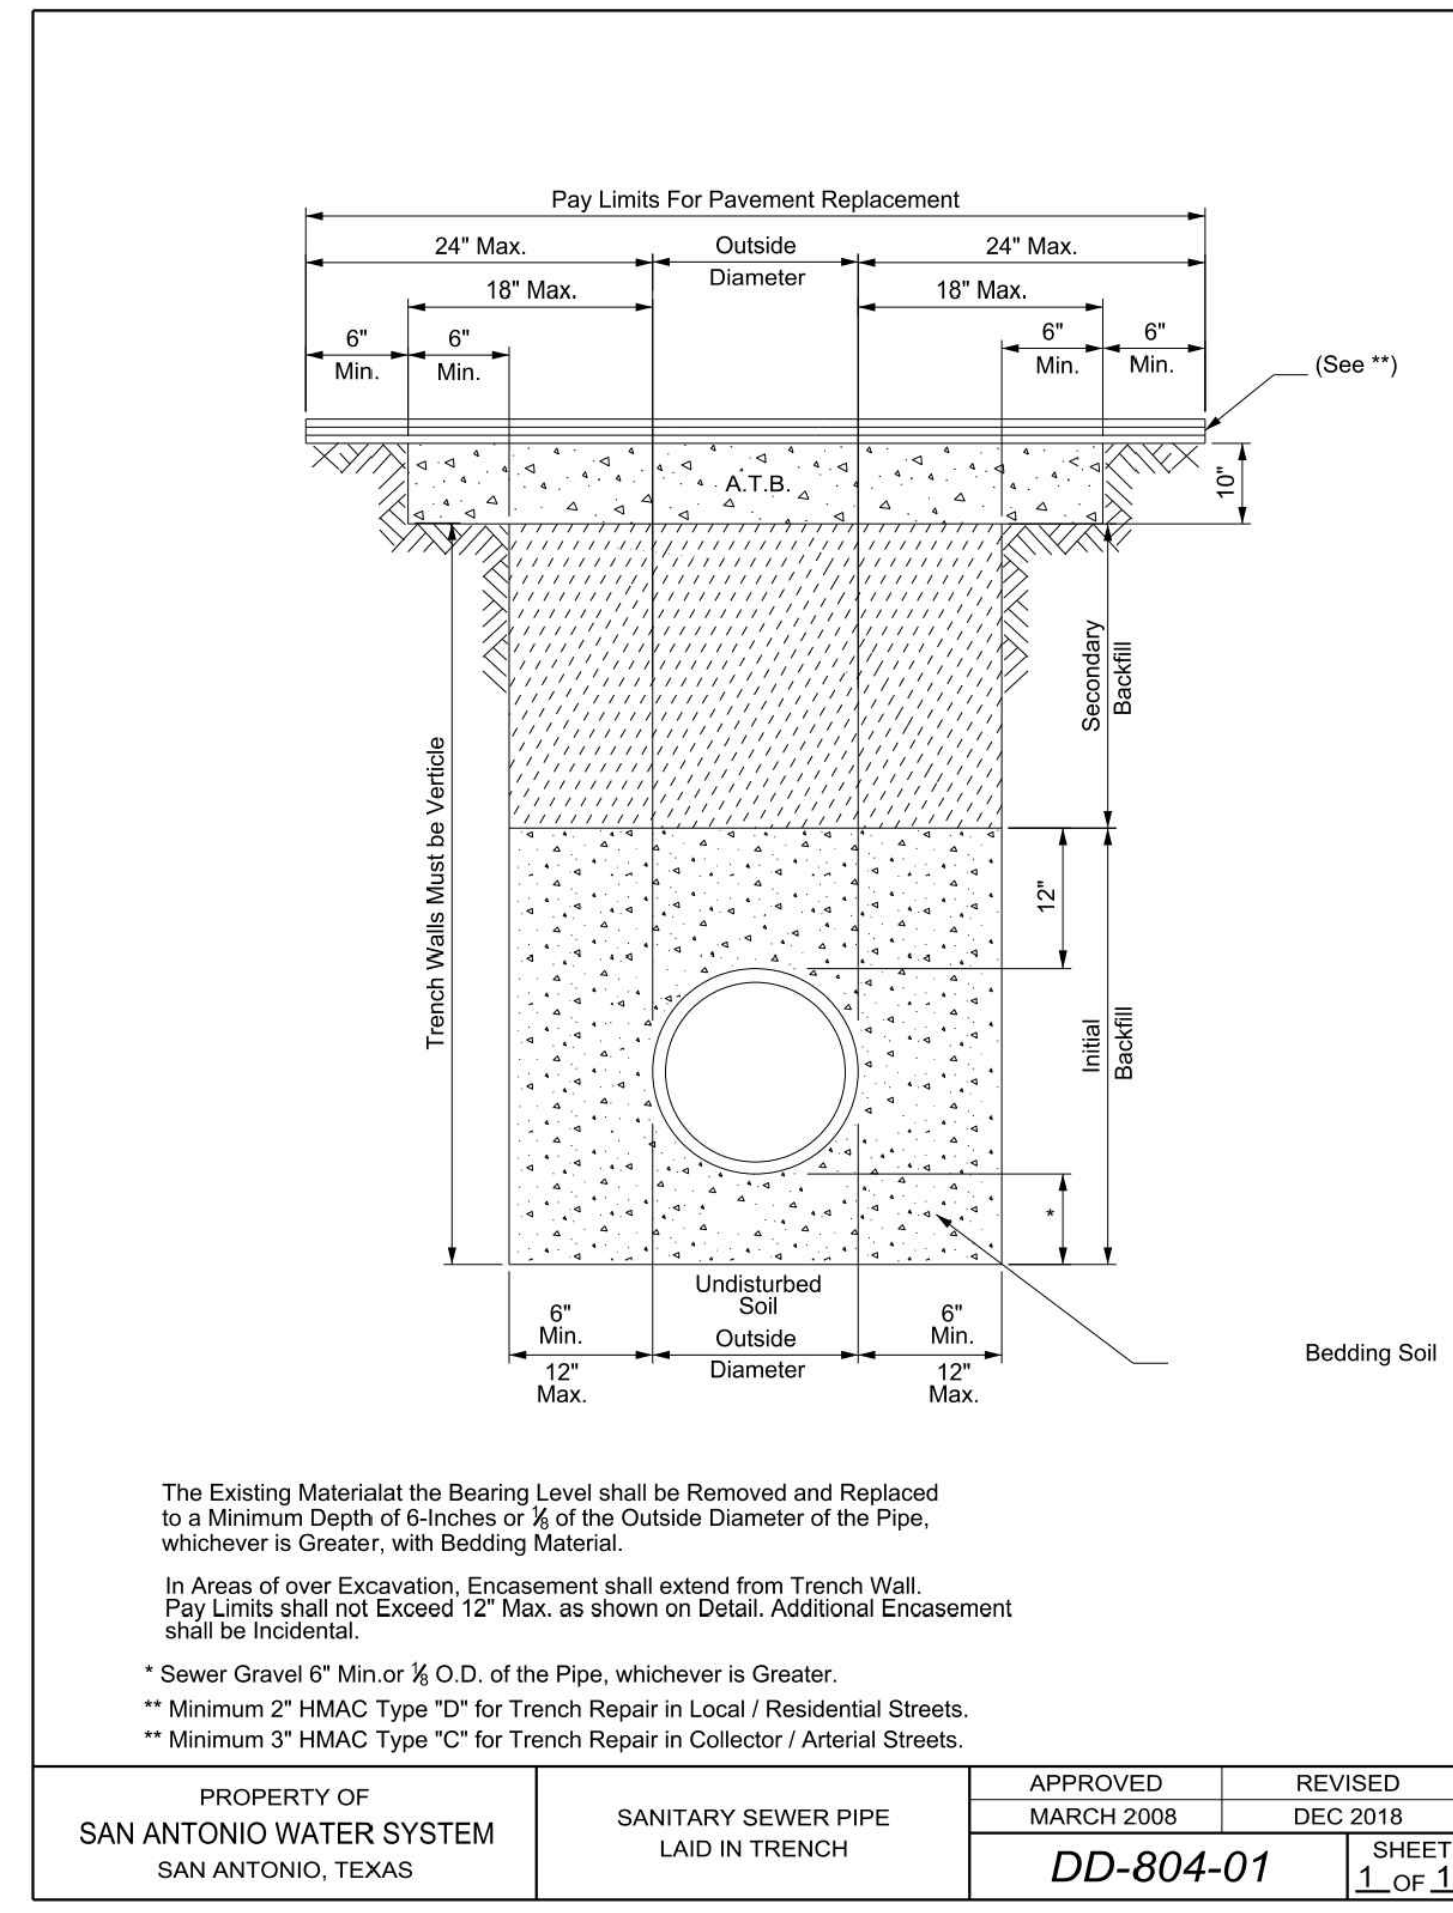 Pay Limits For Pavement Replacement
24" Max.
Outside
Diameter
24" Max.
18" Max.
18" Max.
6"
Min.
6"
Min.
6"
Min.
6"
Min.
(See **)
A.T.B.
10"
Secondary
Backfill
Trench Walls Must be Verticle
12"
Initial
Backfill
*
Undisturbed
Soil
6"
Min.
12"
Max.
Outside
Diameter
6"
Min.
12"
Max.
Bedding Soil
The Existing Materialat the Bearing Level shall be Removed and Replaced
to a Minimum Depth of 6-Inches or ⅛ of the Outside Diameter of the Pipe,
whichever is Greater, with Bedding Material.
In Areas of over Excavation, Encasement shall extend from Trench Wall.
Pay Limits shall not Exceed 12" Max. as shown on Detail. Additional Encasement
shall be Incidental.
* Sewer Gravel 6" Min.or ⅛ O.D. of the Pipe, whichever is Greater.
** Minimum 2" HMAC Type "D" for Trench Repair in Local / Residential Streets.
** Minimum 3" HMAC Type "C" for Trench Repair in Collector / Arterial Streets.
PROPERTY OF
SAN ANTONIO WATER SYSTEM
SAN ANTONIO, TEXAS
SANITARY SEWER PIPE
LAID IN TRENCH
APPROVED
MARCH 2008
REVISED
DEC 2018
DD-804-01
SHEET
1 OF 1